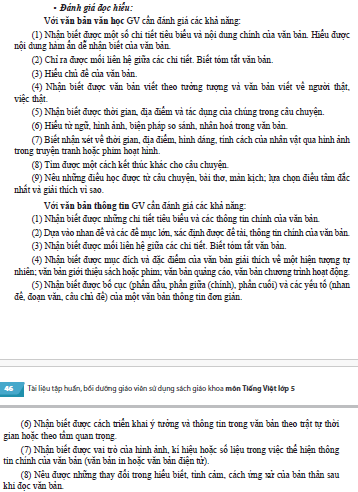 • Đánh giá đọc hiểu:
Với văn bản văn học GV cần đánh giá các khả năng:
(1) Nhận biết được một số chi tiết tiêu biểu và nội dung chính của văn bản. Hiểu được
nội dung hàm ẩn dễ nhận biết của văn bản.
(2) Chỉ ra được mối liên hệ giữa các chi tiết. Biết tóm tắt văn bản.
(3) Hiểu chủ đề của văn bản.
(4) Nhận biết được văn bản viết theo tưởng tượng và văn bản viết về người thật,
việc thật.
(5) Nhận biết được thời gian, địa điểm và tác dụng của chúng trong câu chuyện.
(6) Hiểu từ ngữ, hình ảnh, biện pháp so sánh, nhân hoá trong văn bản.
(7) Biết nhận xét về thời gian, địa điểm, hình dáng, tính cách của nhân vật qua hình ảnh
trong truyện tranh hoặc phim hoạt hình.
(8) Tìm được một cách kết thúc khác cho câu chuyện.
(9) Nêu những điều học được từ câu chuyện, bài thơ, màn kịch; lựa chọn điều tâm đắc
nhất và giải thích vì sao.
Với văn bản thông tin GV cần đánh giá các khả năng:
(1) Nhận biết được những chi tiết tiêu biểu và các thông tin chính của văn bản.
(2) Dựa vào nhan đề và các đề mục lớn, xác định được đề tài, thông tin chính của văn bản.
(3) Nhận biết được mối liên hệ giữa các chi tiết. Biết tóm tắt văn bản.
(4) Nhận biết được mục đích và đặc điểm của văn bản giải thích về một hiện tượng tự
nhiên; văn bản giới thiệu sách hoặc phim; văn bản quảng cáo, văn bản chương trình hoạt động.
(5) Nhận biết được bố cục (phần đầu, phần giữa (chính), phần cuối) và các yếu tố (nhan
đề, đoạn văn, câu chủ đề) của một văn bản thông tin đơn giản.
46 Tài liệu tập huấn, bồi dưỡng giáo viên sử dụng sách giáo khoa môn Tiếng Việt lớp 5
(6) Nhận biết được cách triển khai ý tưởng và thông tin trong văn bản theo trật tự thời
gian hoặc theo tầm quan trọng.
(7) Nhận biết được vai trò của hình ảnh, kí hiệu hoặc số liệu trong việc thể hiện thông
tin chính của văn bản (văn bản in hoặc văn bản điện tử).
(8) Nêu được những thay đổi trong hiểu biết, tình cảm, cách ứng xử của bản thân sau
khi đọc văn bản.